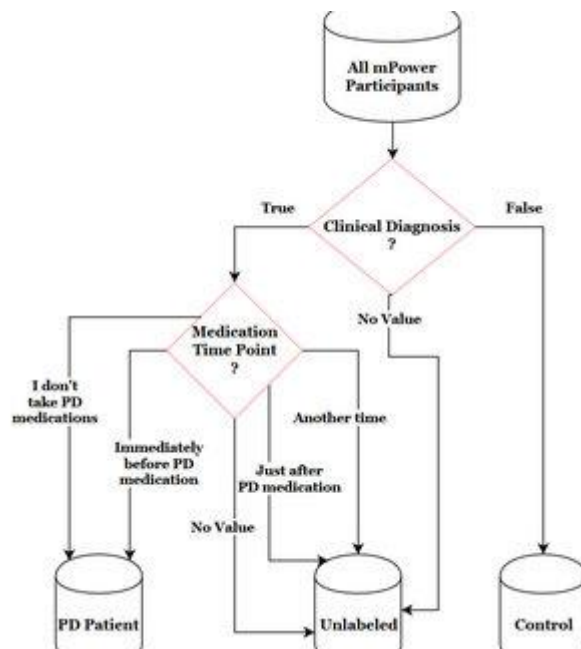 All mPower
Participants
True
False
Clinical Diagnosis
?
No Value
Medication
Time Point
?
I don't
take PD
medications
Another time
Immediately
before PD
medication
Just after
PD medication
No Value
PD Patient
Unlabeled
Control